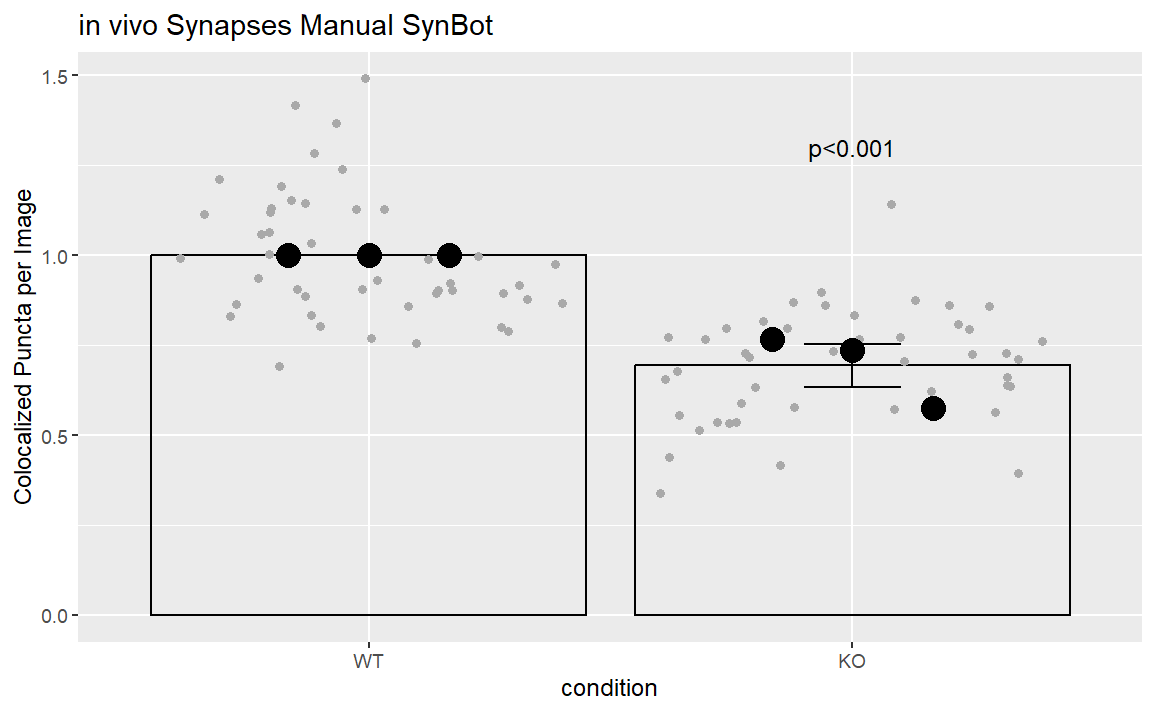 in vivo Synapses Manual SynBot
Colocalized Puncta per Image
1.5
1.0
0.5
0.0
p<0.001
WT
KO
condition